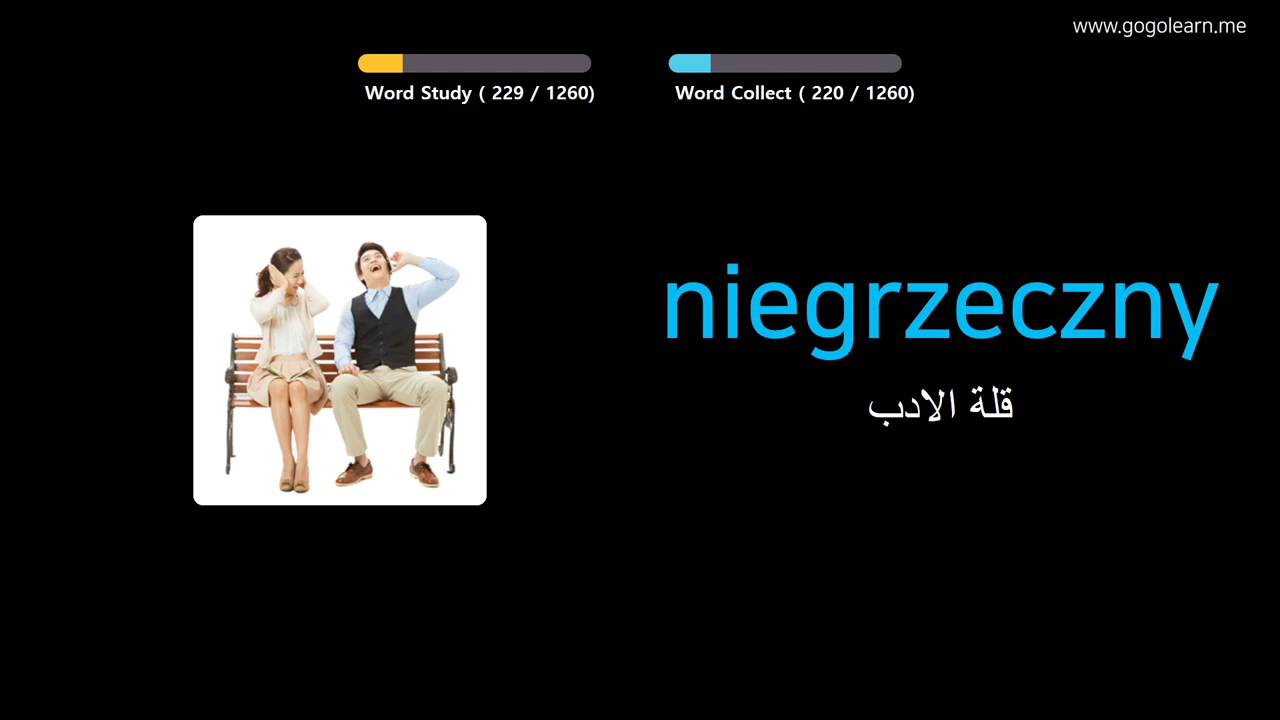 www.gogolearn.me
Word Study ( 229 / 1260)
Word Collect ( 220 / 1260)
niegrzeczny
قلة الادب